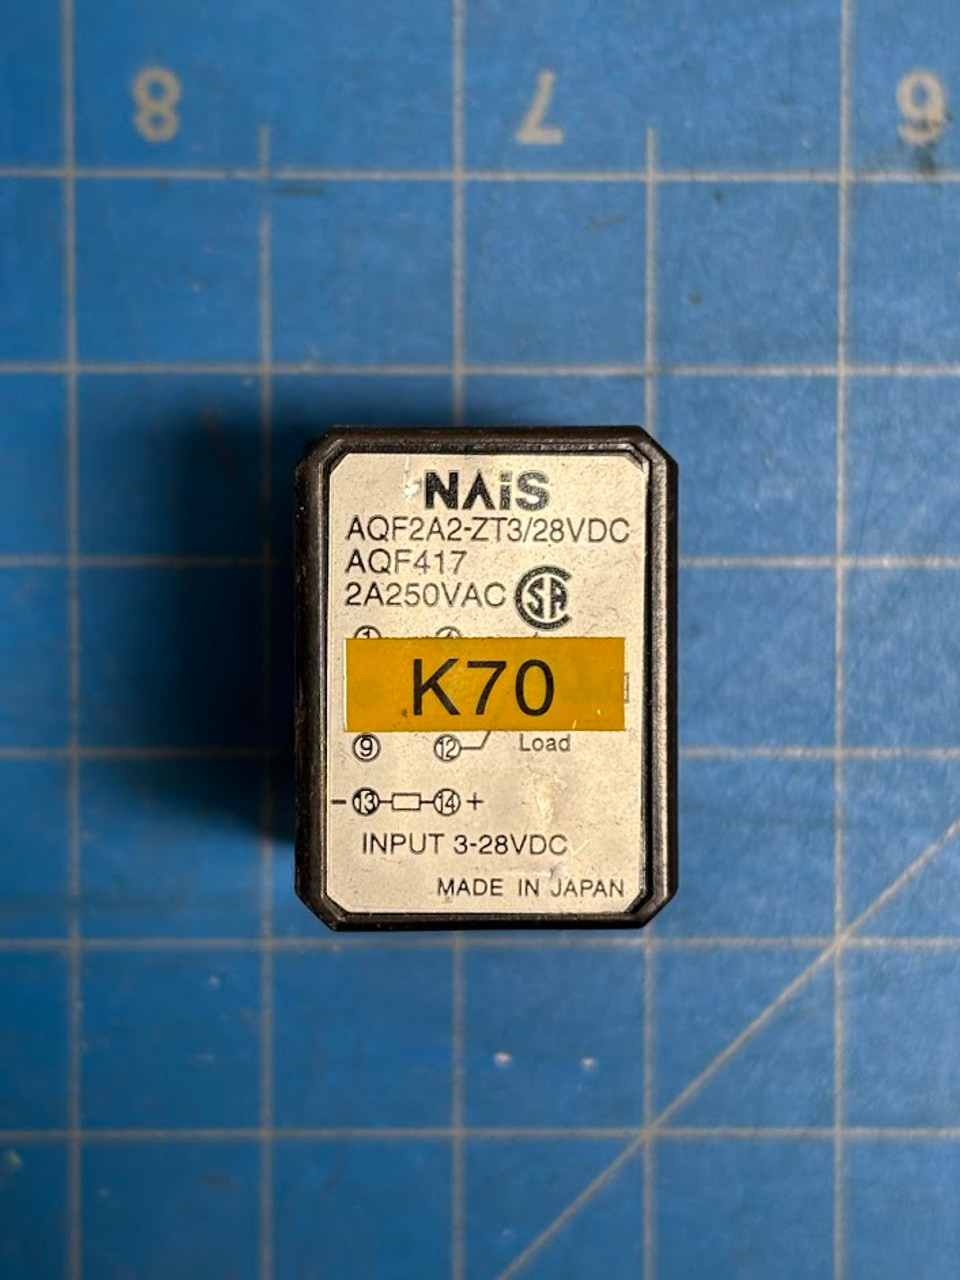 8 7 6
NAiS
AQF2A2-ZT3/28VDC
AQF417
2A250VAC SA
K70
9 12 Load
- 13 14 +
INPUT 3-28VDC
MADE IN JAPAN